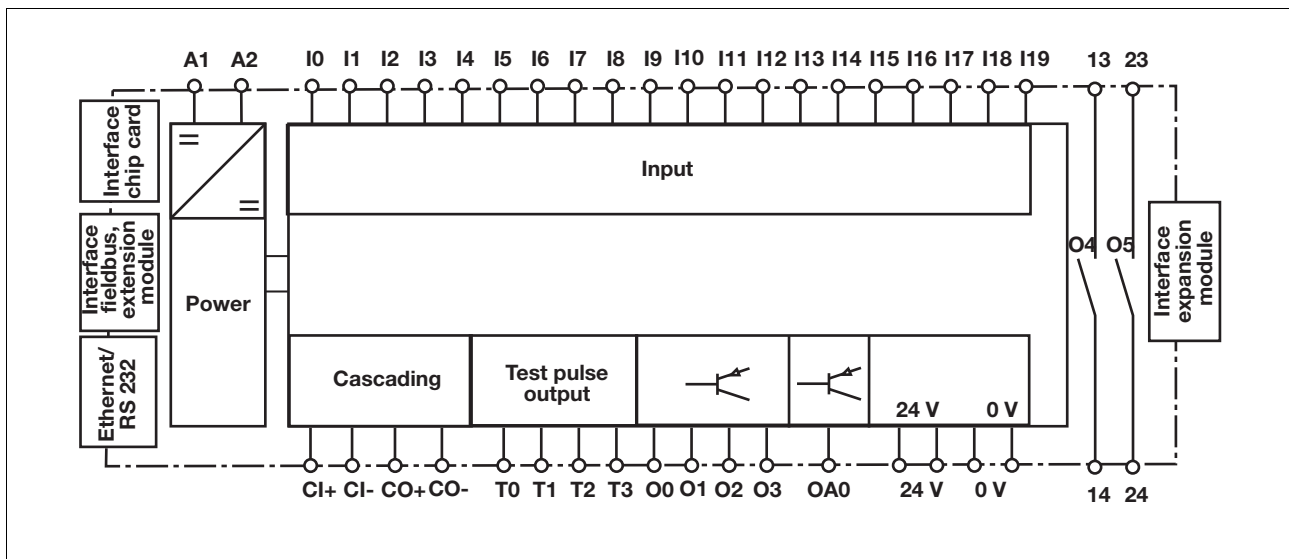 A1 A2 I0 I1 I2 I3 I4 I5 I6 I7 I8 I9 I10 I11 I12 I13 I14 I15 I16 I17 I18 I19 13 23
Interface
chip card
Interface
fieldbus,
extension
module
Ethernet/
RS 232
Power
Input
O4 O5
Interface
expansion
module
Cascading
Test pulse
output
24 V 0 V
CI+ CI- CO+ CO- T0 T1 T2 T3 O0 O1 O2 O3 OA0 24 V 0 V 14 24